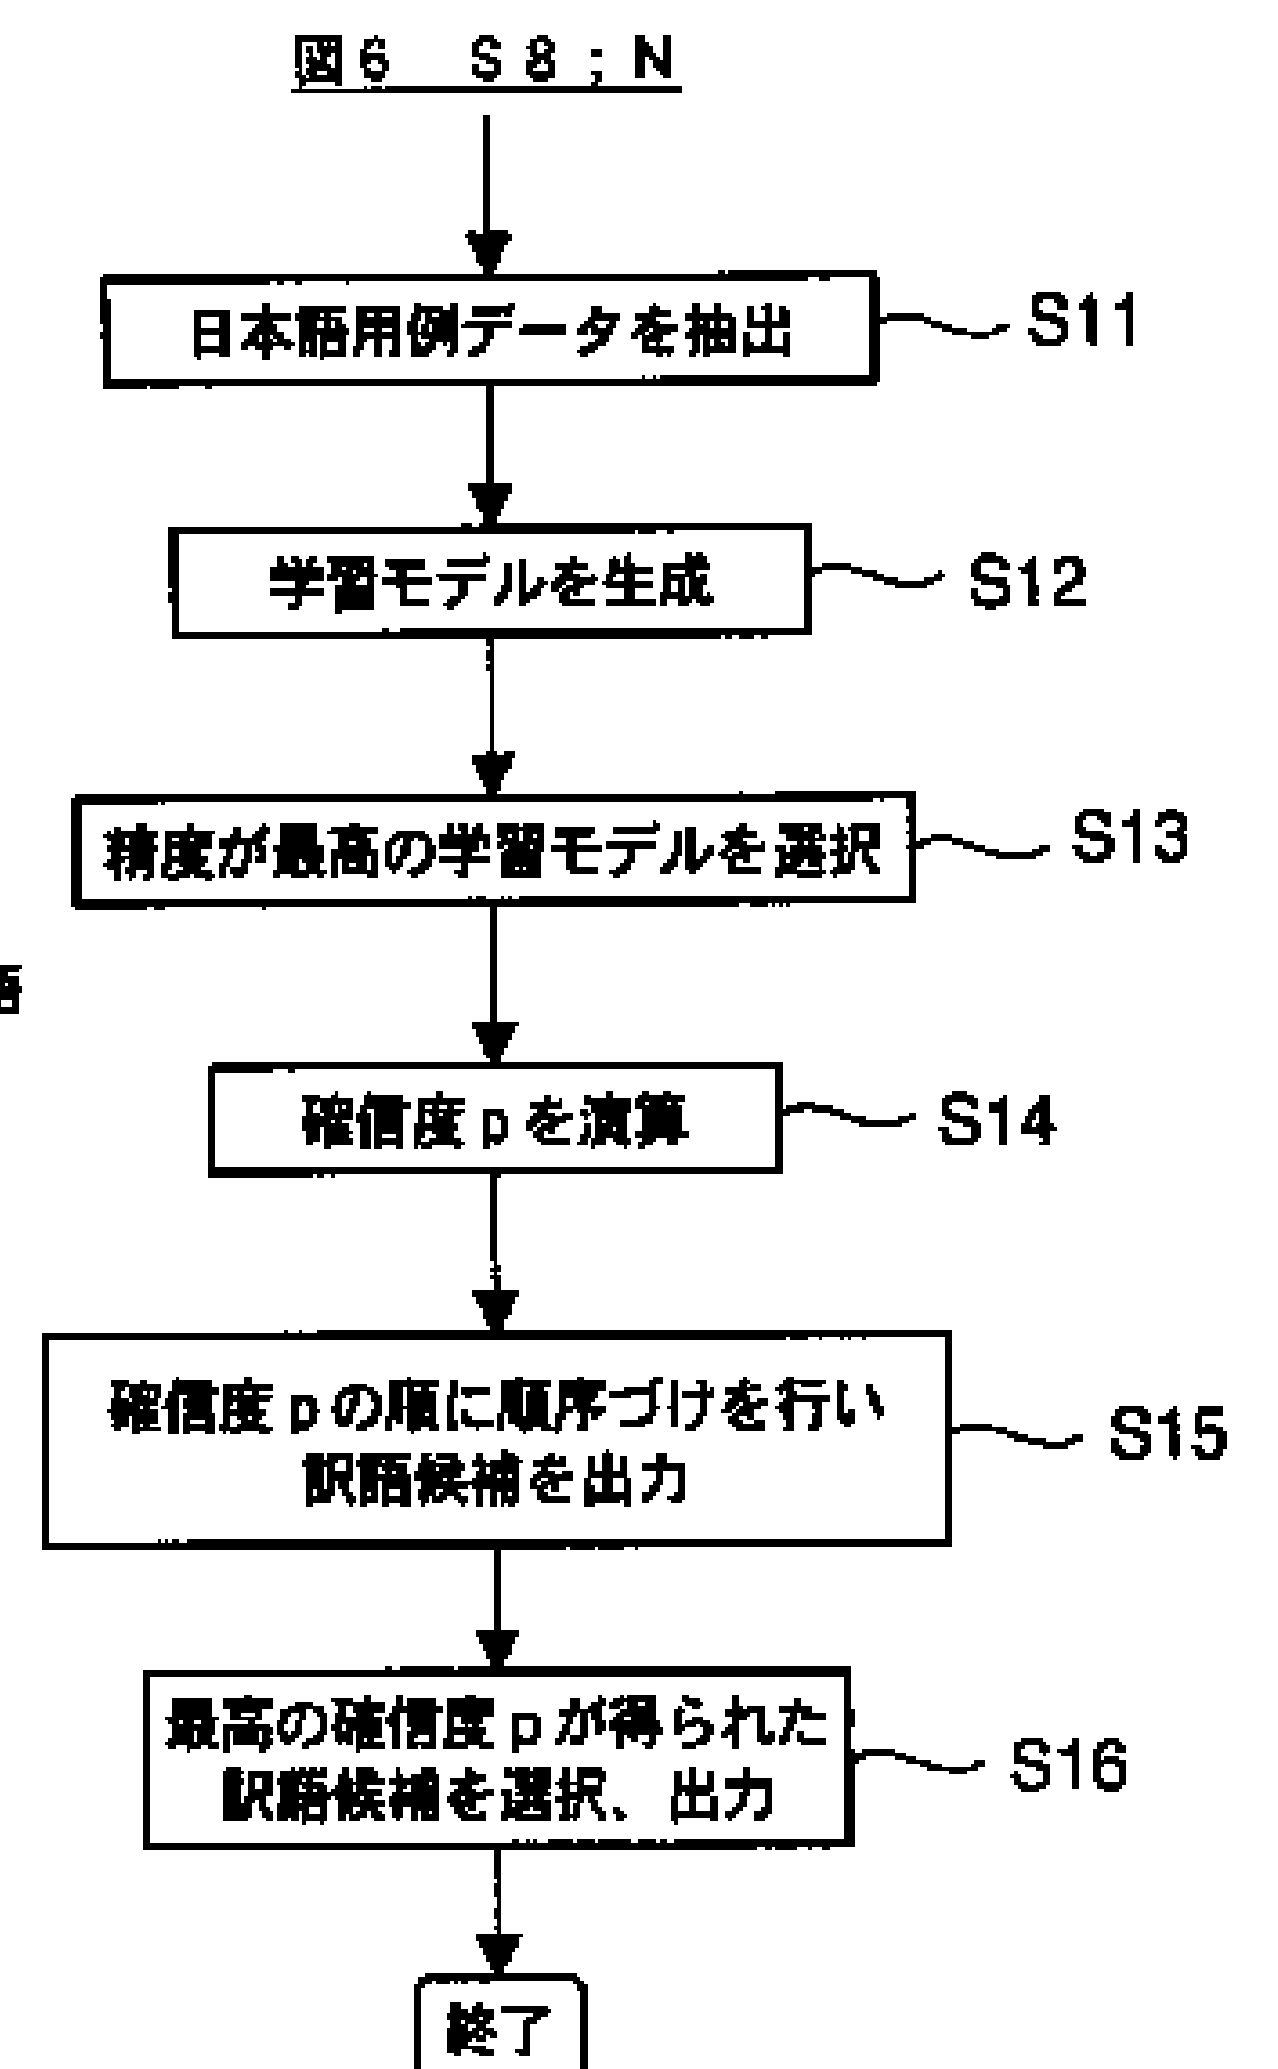 図6　S8；N
日本語用例データを抽出
S11
学習モデルを生成
S12
精度が最高の学習モデルを選択
S13
語
確信度pを演算
S14
確信度pの順に順序づけを行い
訳語候補を出力
S15
最高の確信度pが得られた
訳語候補を選択、出力
S16
終了